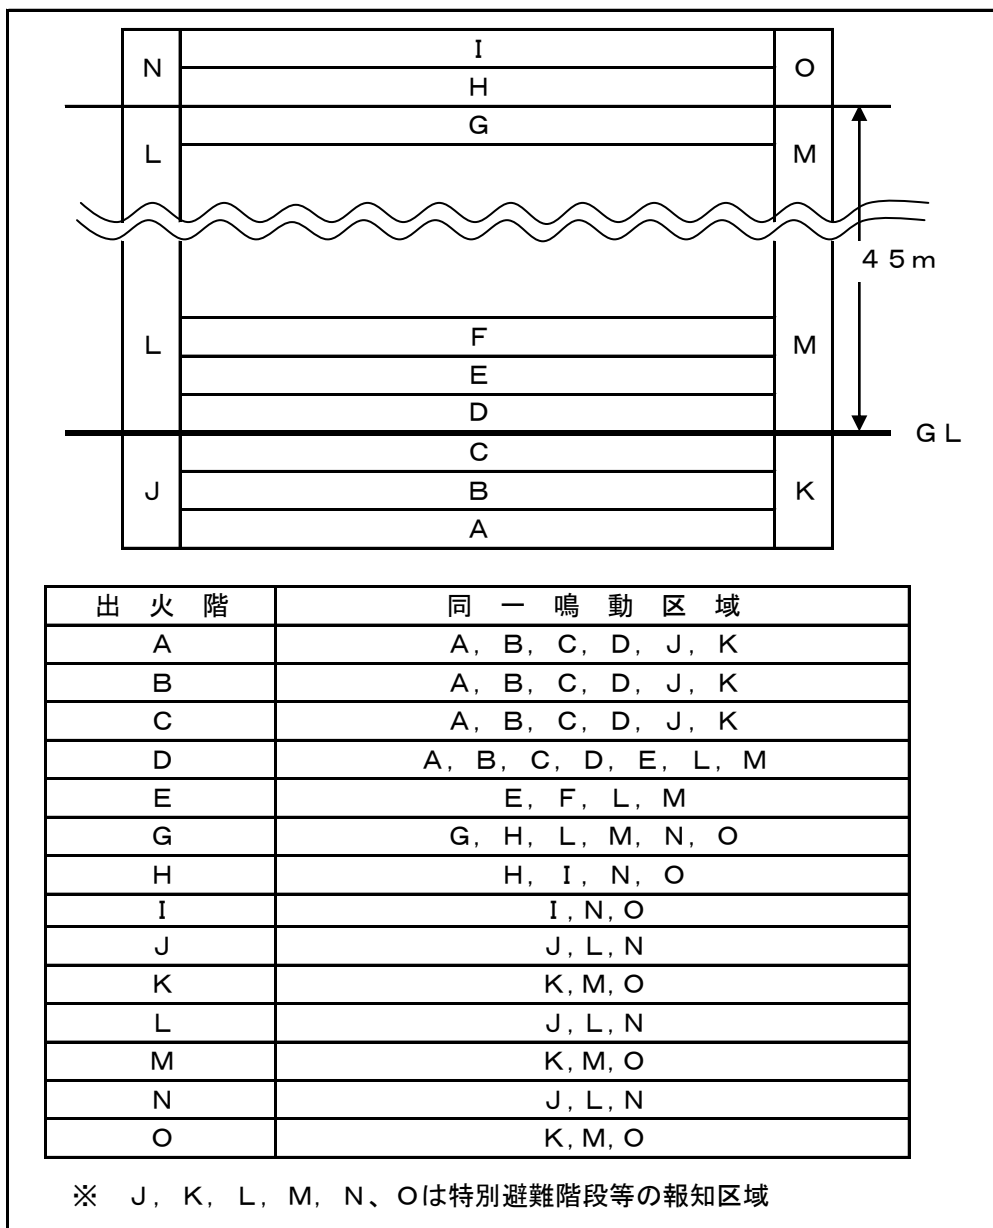 I
N O
H
G
L M
45m
F
L M
E
D
GL
C
J B K
A
出火階 同一鳴動区域
A A, B, C, D, J, K
B A, B, C, D, J, K
C A, B, C, D, J, K
D A, B, C, D, E, L, M
E E, F, L, M
G G, H, L, M, N, O
H H, I, N, O
I I,N,O
J J,L,N
K K,M,O
L J,L,N
M K,M,O
N J,L,N
O K,M,O
※ J, K, L, M, N、Oは特別避難階段等の報知区域